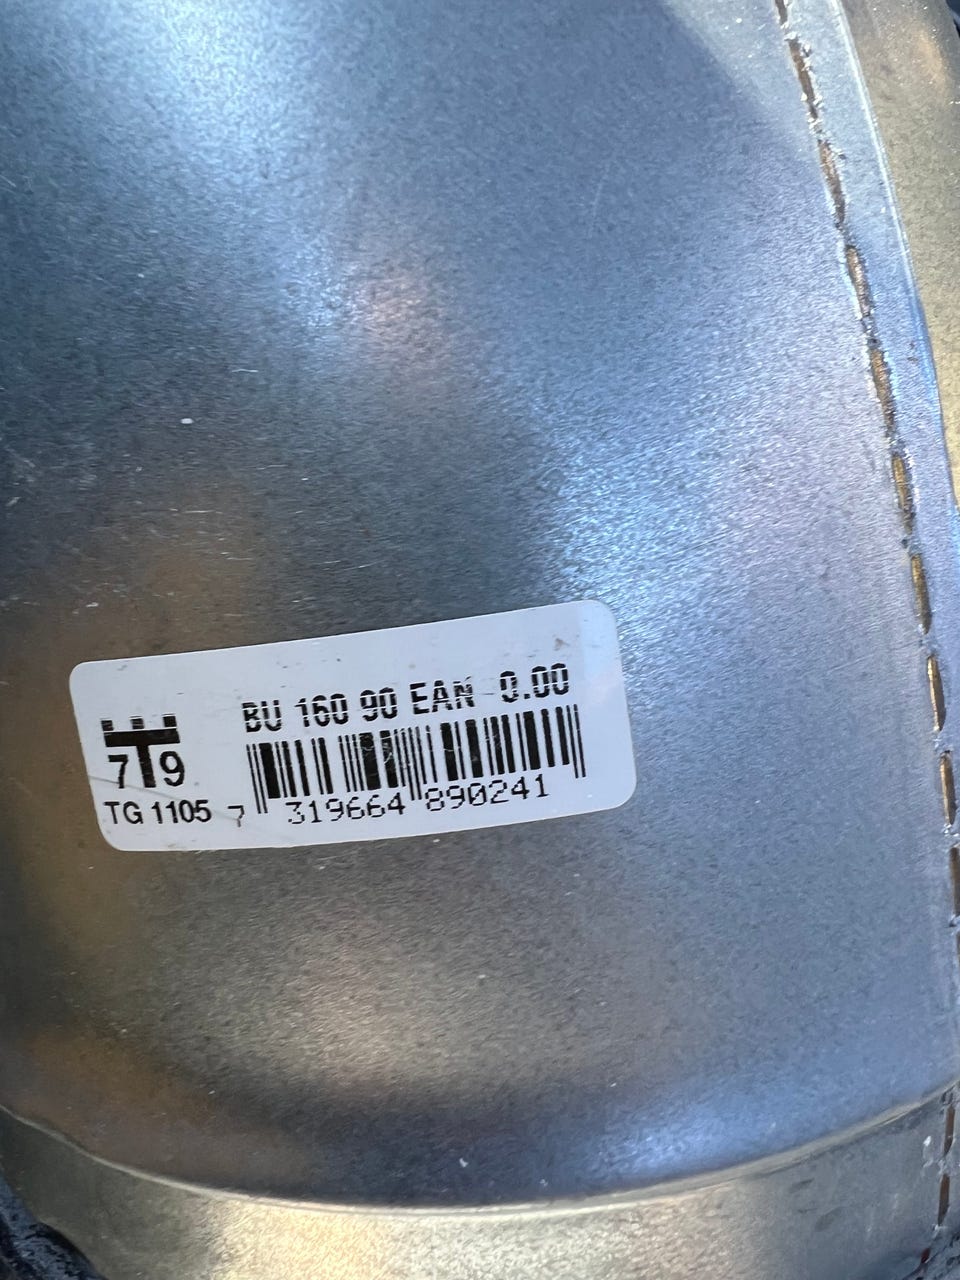 BU 160 90 EAN 0.00
7 9
TG 1105
7 319664 890241